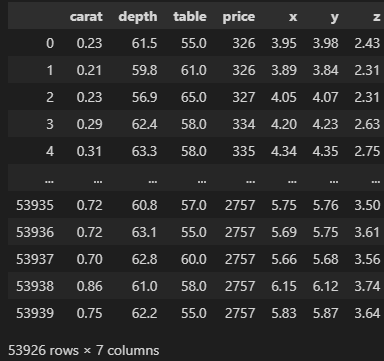 carat depth table price x y z
0 0.23 61.5 55.0 326 3.95 3.98 2.43
1 0.21 59.8 61.0 326 3.89 3.84 2.31
2 0.23 56.9 65.0 327 4.05 4.07 2.31
3 0.29 62.4 58.0 334 4.20 4.23 2.63
4 0.31 63.3 58.0 335 4.34 4.35 2.75
... ... ... ... ... ... ... ...
53935 0.72 60.8 57.0 2757 5.75 5.76 3.50
53936 0.72 63.1 55.0 2757 5.69 5.75 3.61
53937 0.70 62.8 60.0 2757 5.66 5.68 3.56
53938 0.86 61.0 58.0 2757 6.15 6.12 3.74
53939 0.75 62.2 55.0 2757 5.83 5.87 3.64
53926 rows × 7 columns